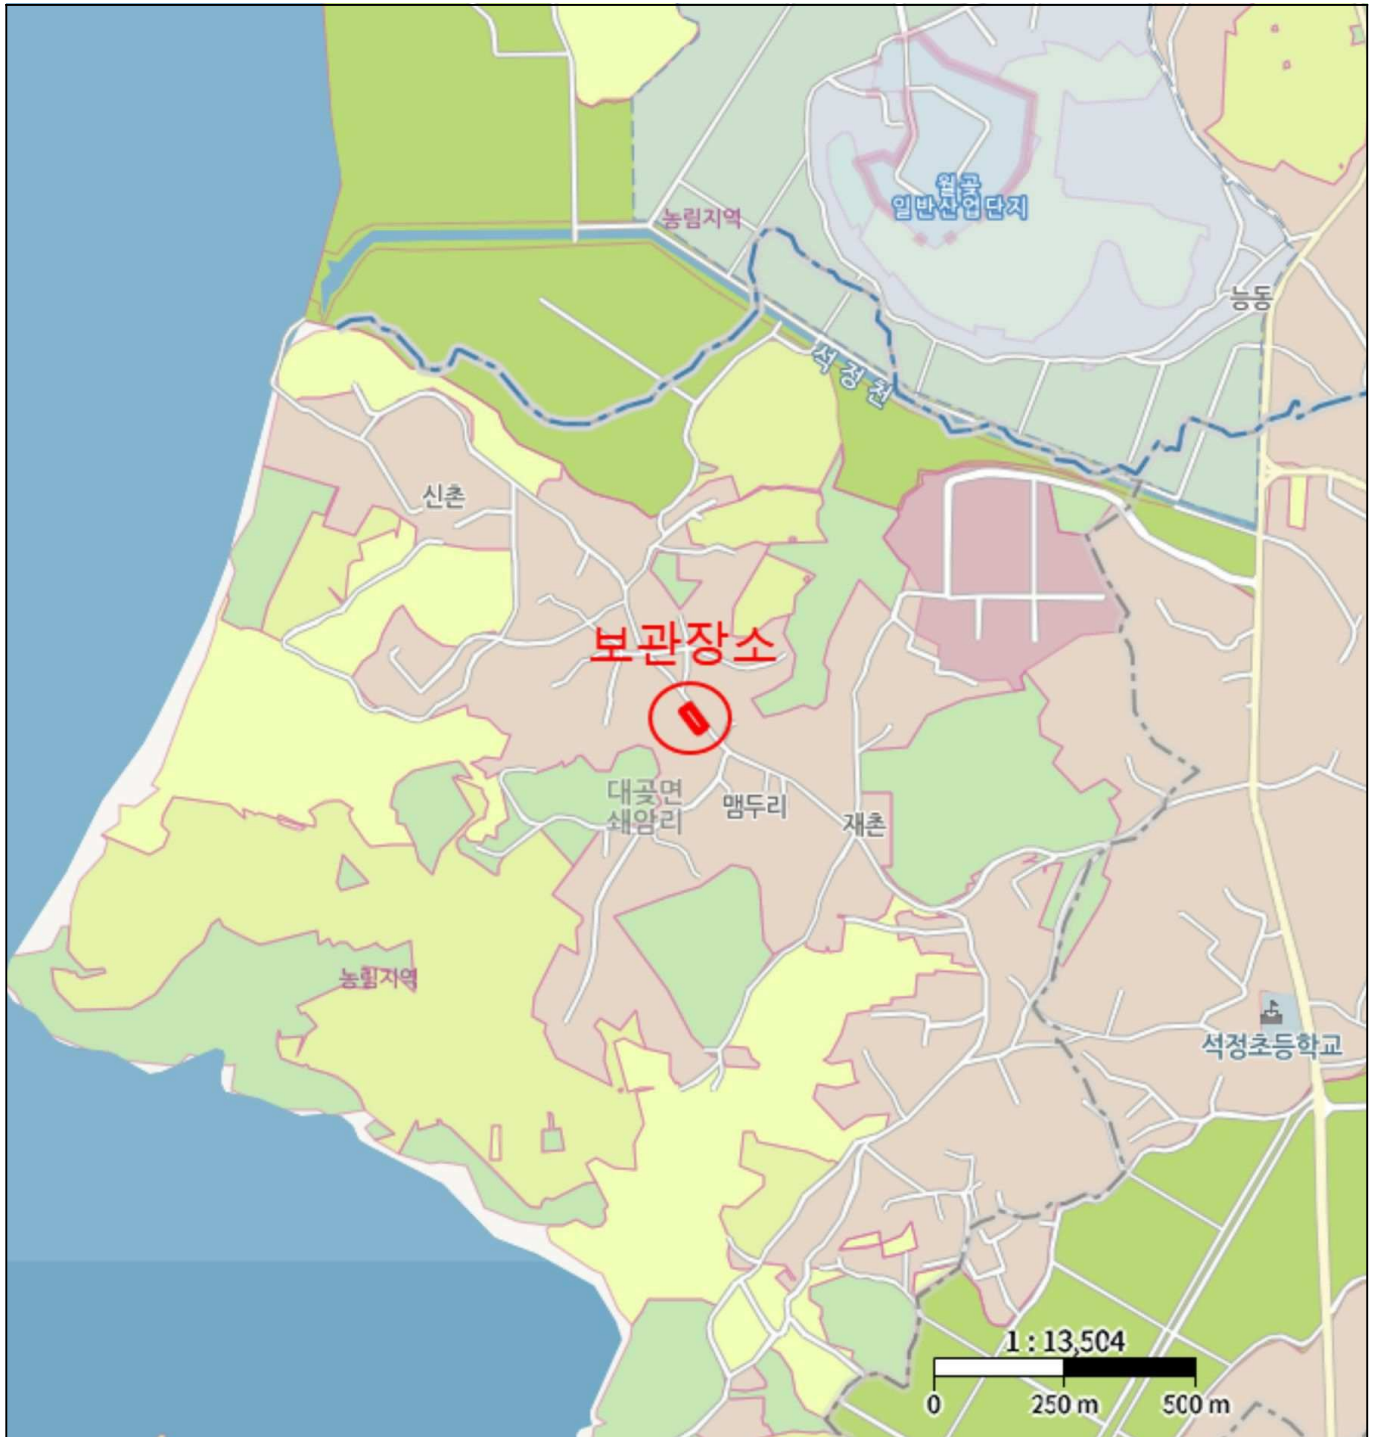 월곶
일반산업단지
농림지역
능동
석정천
신촌
보관장소
대곶면
쇄암리
맴두리
재촌
농림지역
석정초등학교
1 : 13,504
0 250 m 500 m